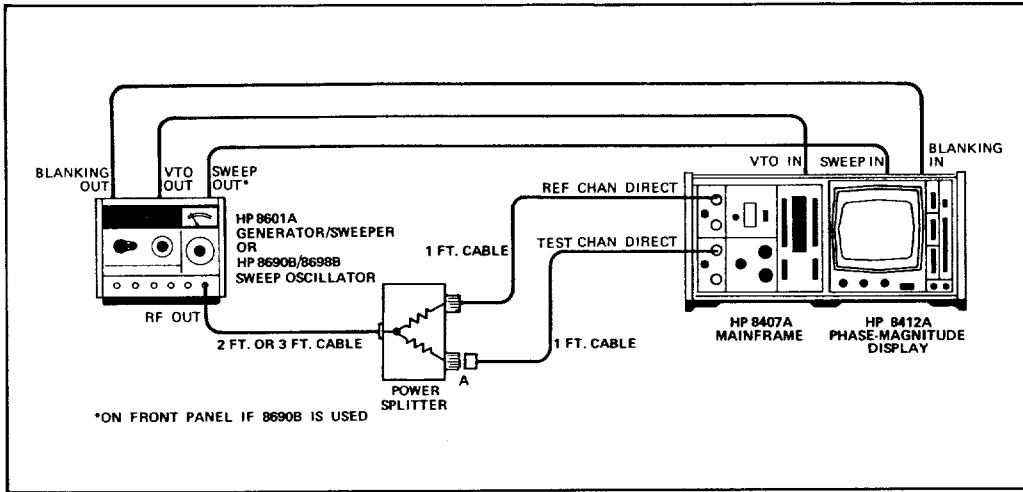 BLANKING
OUT
VTO
OUT
SWEEP
OUT*
VTO IN
SWEEP IN
BLANKING
IN
HP 8601A
GENERATOR/SWEEPER
OR
HP 8690B/8698B
SWEEP OSCILLATOR
REF CHAN DIRECT
1 FT. CABLE
TEST CHAN DIRECT
RF OUT
2 FT. OR 3 FT. CABLE
1 FT. CABLE
A
POWER
SPLITTER
HP 8407A
MAINFRAME
HP 8412A
PHASE-MAGNITUDE
DISPLAY
*ON FRONT PANEL IF 8690B IS USED